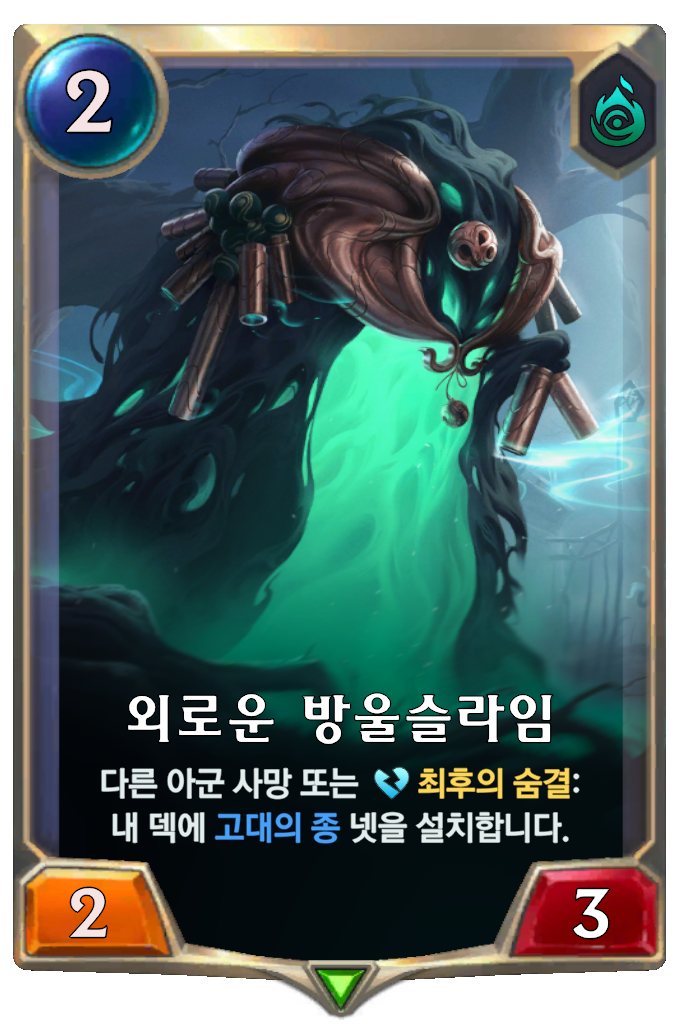 2
외로운 방울슬라임
다른 아군 사망 또는 최후의 숨결:
내 덱에 고대의 종 넷을 설치합니다.
2
3